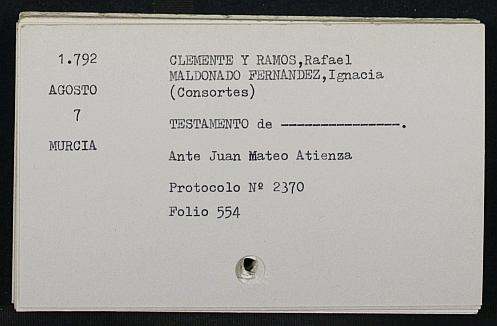 1.792
AGOSTO
7
MURCIA
CLEMENTE Y RAMOS,Rafael
MALDONADO FERNANDEZ,Ignacia
(Consortes)
TESTAMENTO de ----------------.
Ante Juan Mateo Atienza
Protocolo Nº 2370
Folio 554